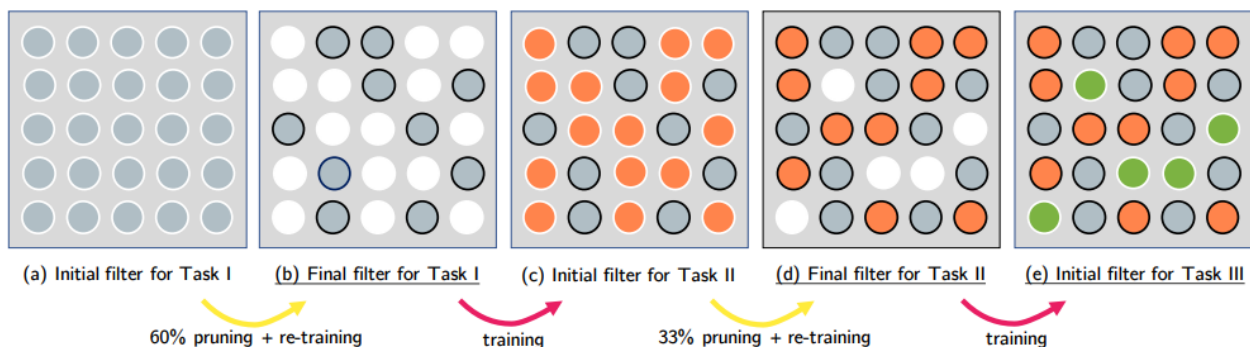 (a) Initial filter for Task I
(b) Final filter for Task I
(c) Initial filter for Task II
(d) Final filter for Task II
(e) Initial filter for Task III
60% pruning + re-training
training
33% pruning + re-training
training